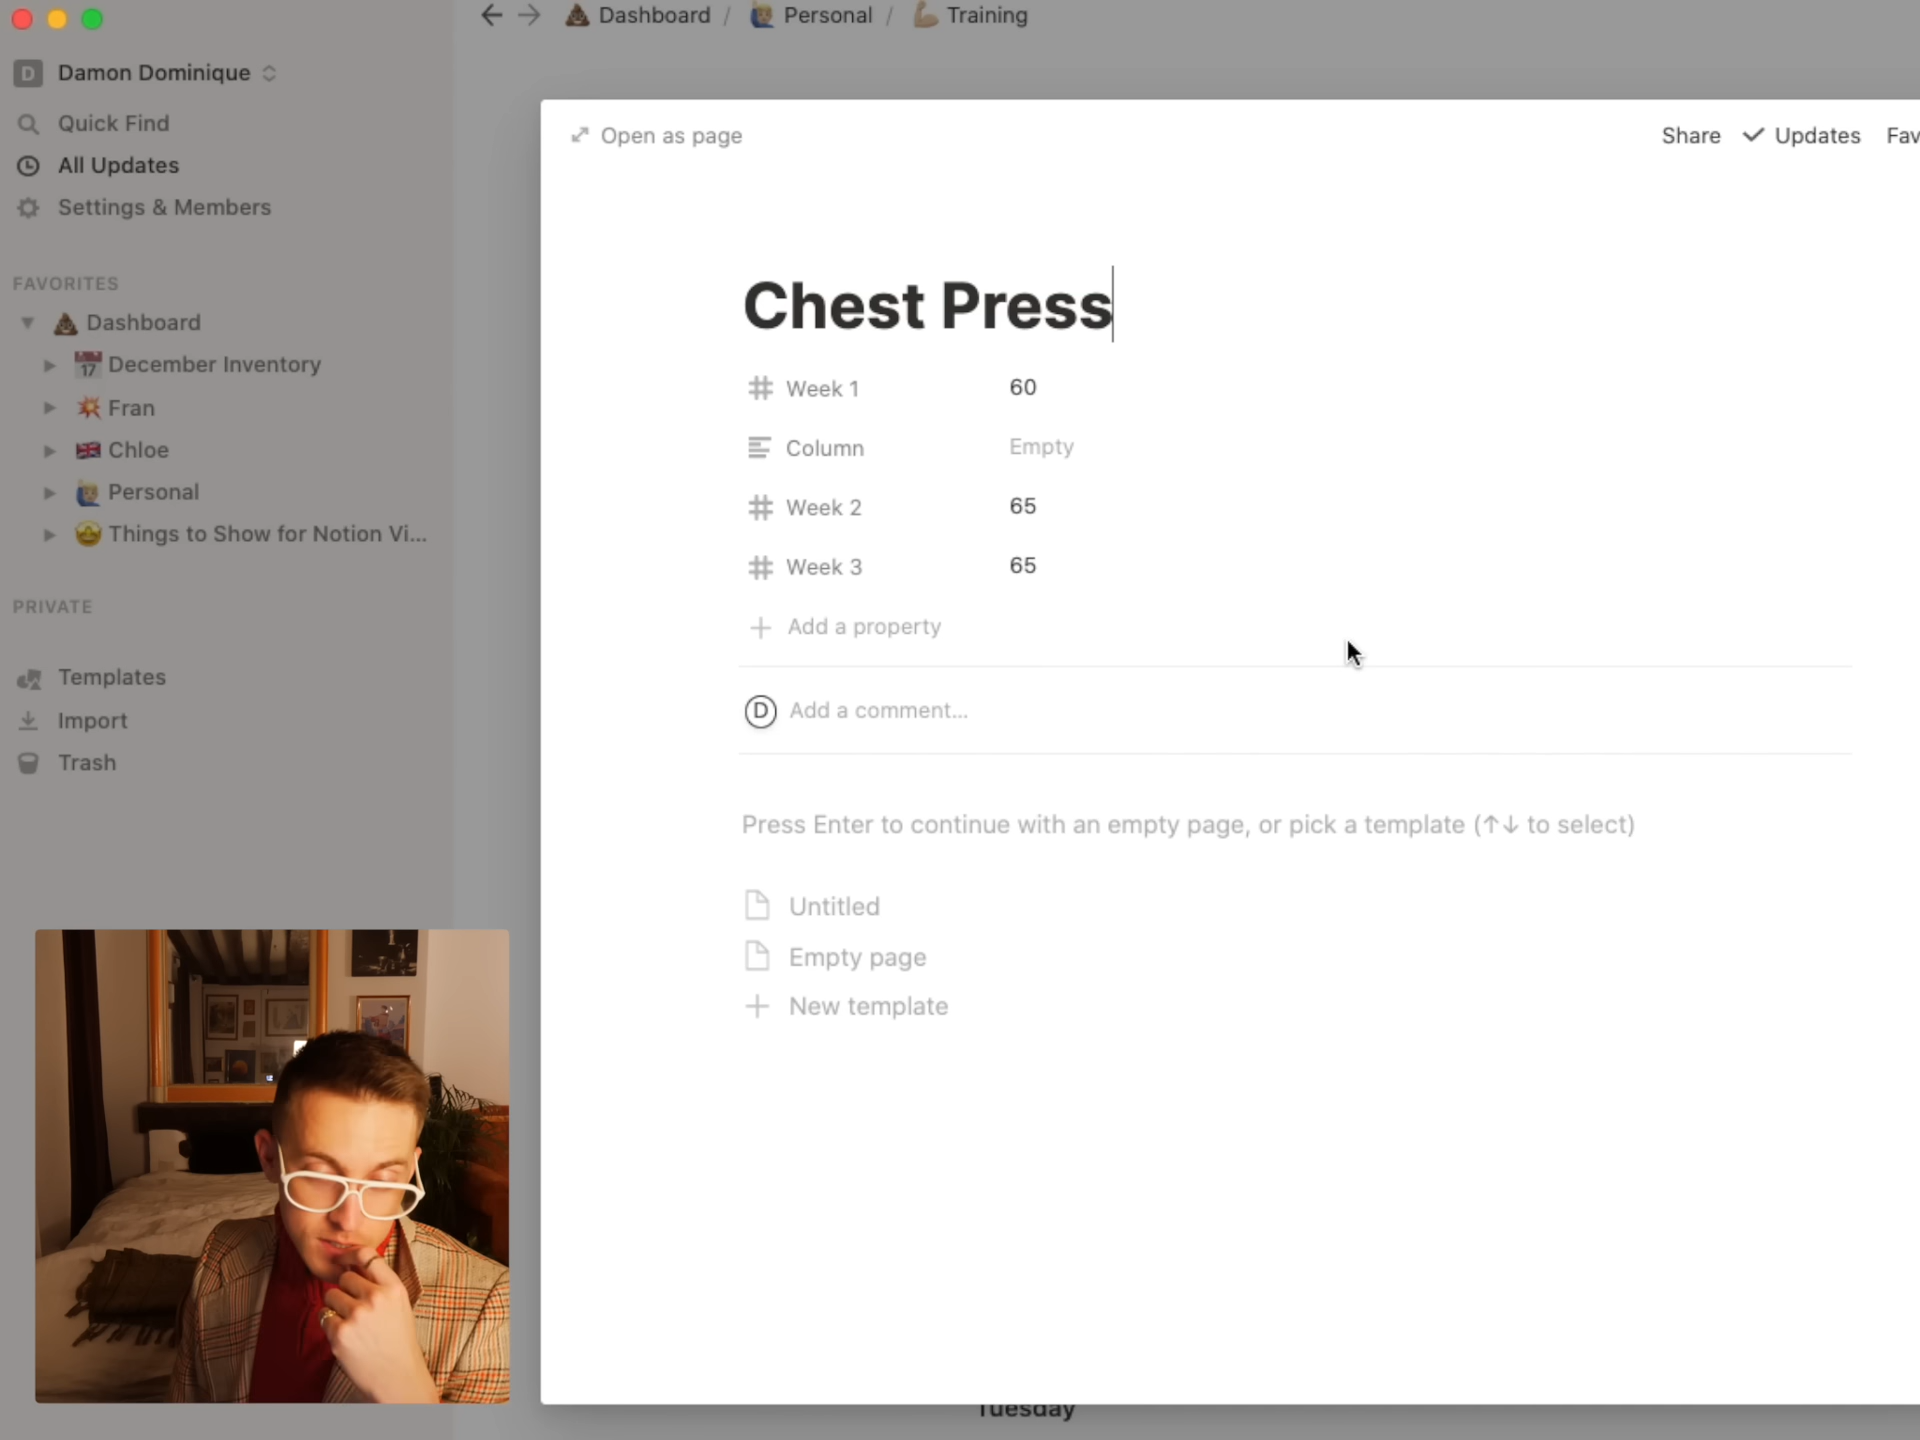 Dashboard / Personal / Training
D Damon Dominique
Quick Find
All Updates
Settings & Members
FAVORITES
Dashboard
17 December Inventory
Fran
Chloe
Personal
Things to Show for Notion Vi...
PRIVATE
Templates
Import
Trash
Open as page
Share Updates Fav
Chest Press
Week 1 60
Column Empty
Week 2 65
Week 3 65
Add a property
D Add a comment...
Press Enter to continue with an empty page, or pick a template (↑↓ to select)
Untitled
Empty page
New template
Tuesday